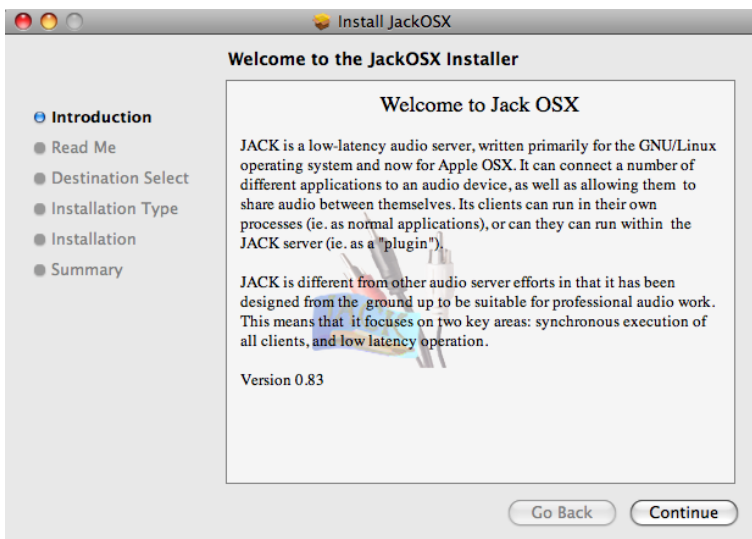 Install JackOSX
Welcome to the JackOSX Installer
Introduction
Read Me
Destination Select
Installation Type
Installation
Summary
Welcome to Jack OSX
JACK is a low-latency audio server, written primarily for the GNU/Linux
operating system and now for Apple OSX. It can connect a number of
different applications to an audio device, as well as allowing them to
share audio between themselves. Its clients can run in their own
processes (ie. as normal applications), or can they can run within the
JACK server (ie. as a "plugin").
JACK is different from other audio server efforts in that it has been
designed from the ground up to be suitable for professional audio work.
This means that it focuses on two key areas: synchronous execution of
all clients, and low latency operation.
Version 0.83
JACK
Go Back
Continue